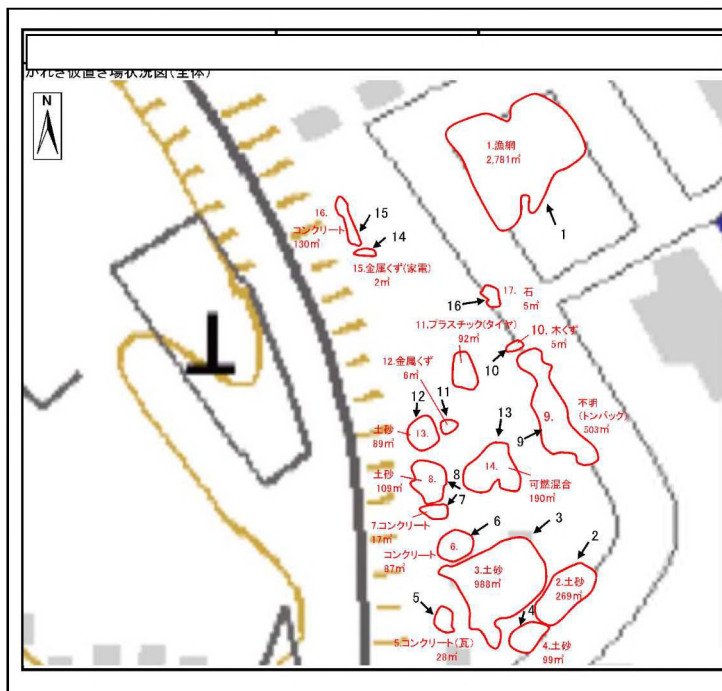 がれき仮置き場状況図(全体)
N
1.漁網
2,781㎡
1
16.
コンクリート
130㎡
15
14
15.金属くず(家電)
2㎡
17. 石
5㎡
16
11.プラスチック(タイヤ)
92㎡
10. 木くず
5㎡
10
12.金属くず
6㎡
12
11
13
不明
(トンバック)
503㎡
9.
9
土砂
89㎡
13.
土砂
109㎡
8.
8
14.
可燃混合
190㎡
7
7.コンクリート
17㎡
6
コンクリート
87㎡
6.
3
3.土砂
988㎡
2
2.土砂
269㎡
5
4
5.コンクリート(瓦)
28㎡
4.土砂
99㎡